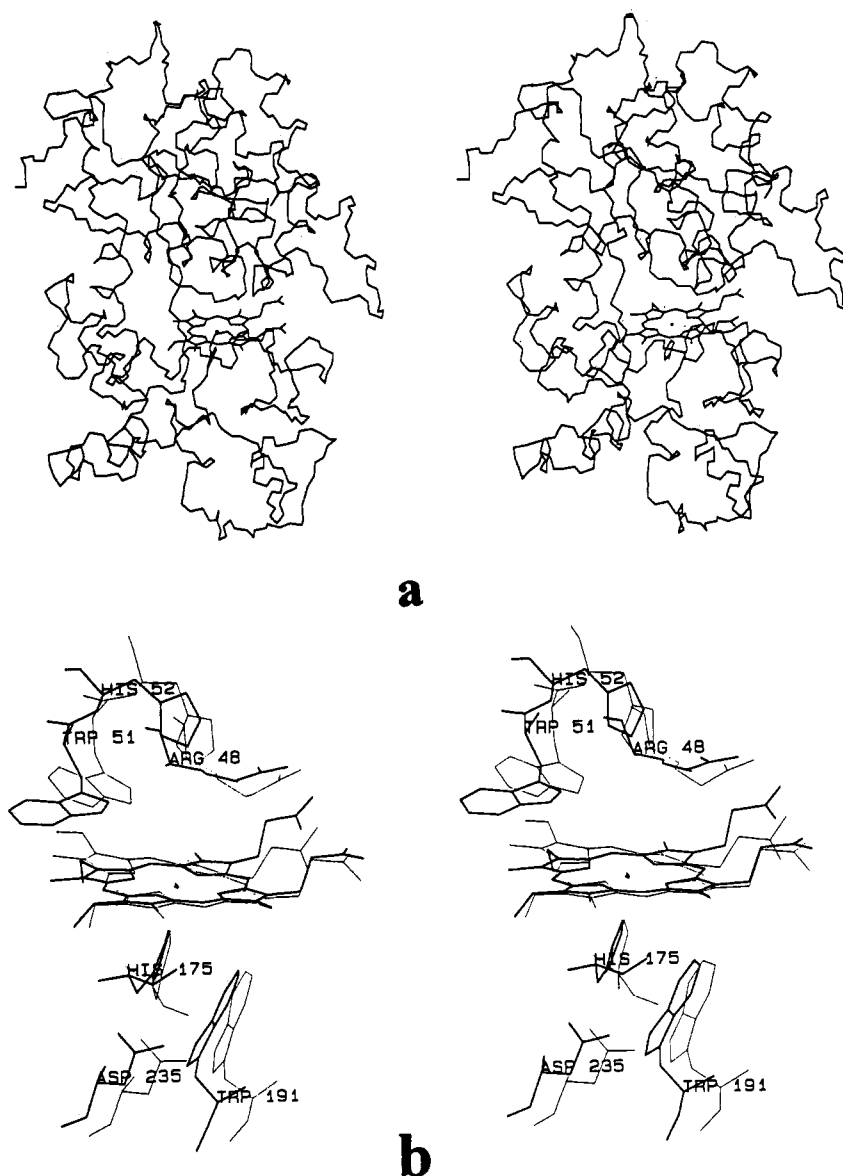 a
HIS 52
TRP 51
ARG 48
HIS 175
ASP 235
TRP 191
HIS 52
TRP 51
ARG 48
HIS 175
ASP 235
TRP 191
b